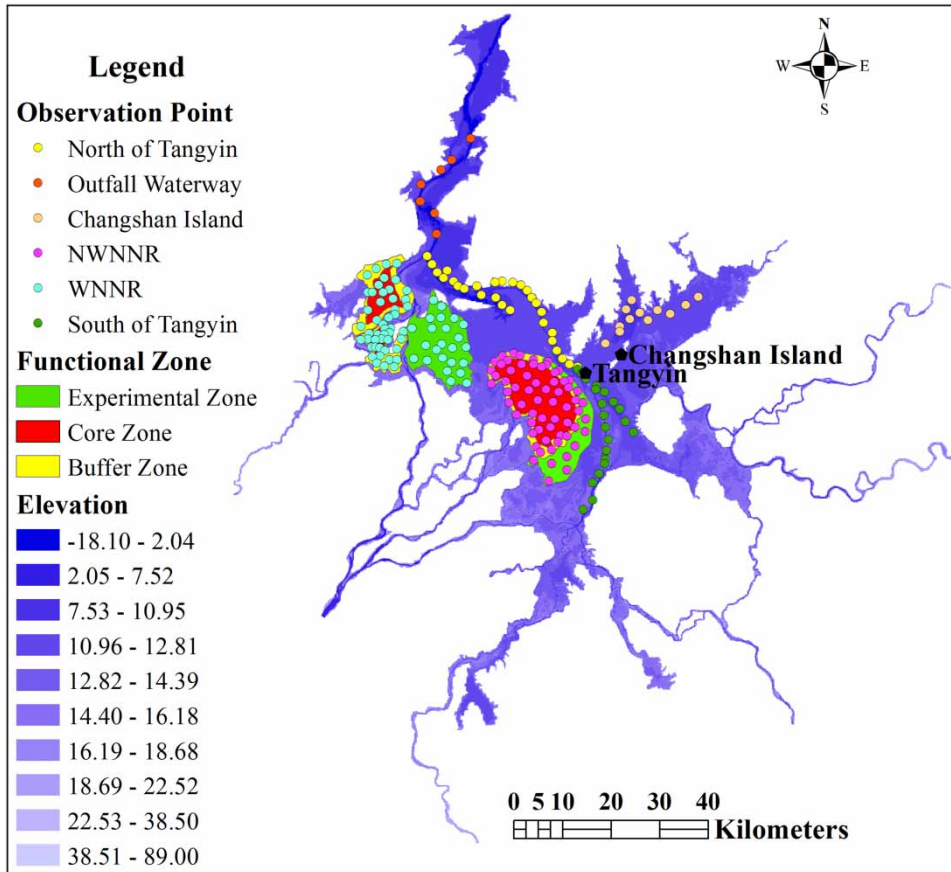 Legend
Observation Point
North of Tangyin
Outfall Waterway
Changshan Island
NWNNR
WNNR
South of Tangyin
Functional Zone
Experimental Zone
Core Zone
Buffer Zone
Elevation
-18.10 - 2.04
2.05 - 7.52
7.53 - 10.95
10.96 - 12.81
12.82 - 14.39
14.40 - 16.18
16.19 - 18.68
18.69 - 22.52
22.53 - 38.50
38.51 - 89.00
N
W E
S
Changshan Island
Tangyin
0 5 10 20 30 40
Kilometers